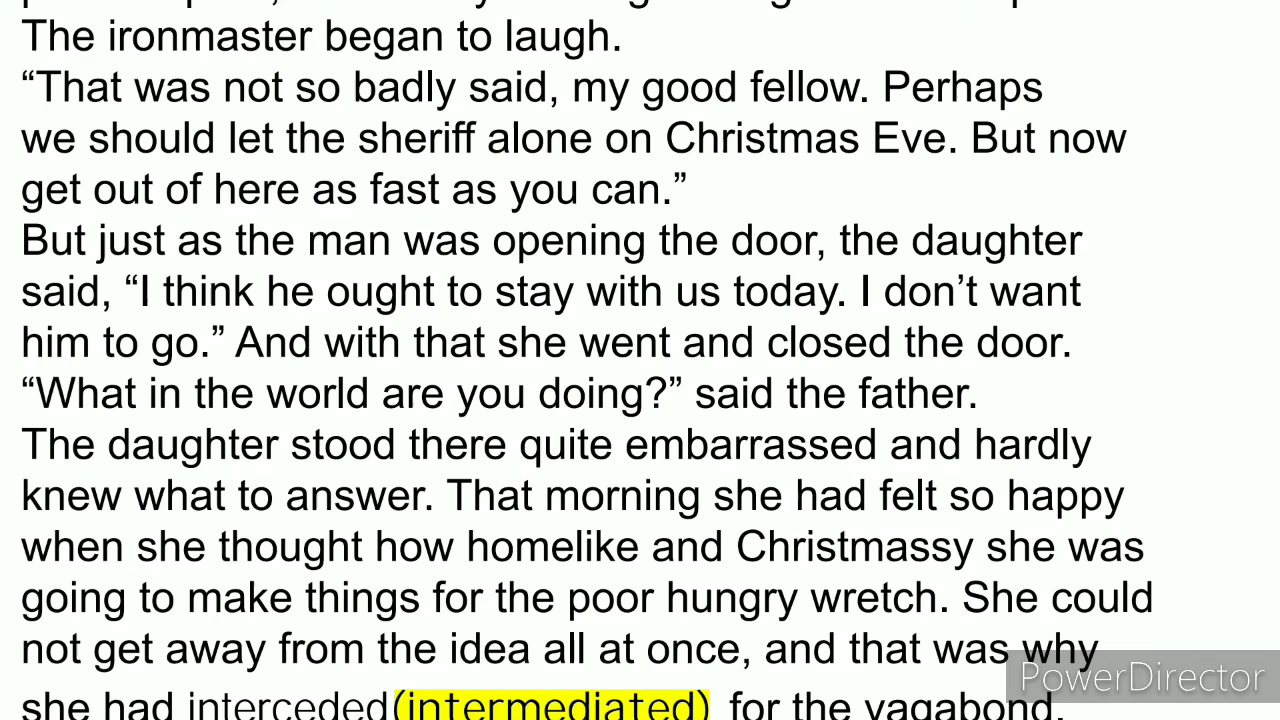 The ironmaster began to laugh.
“That was not so badly said, my good fellow. Perhaps
we should let the sheriff alone on Christmas Eve. But now
get out of here as fast as you can.”
But just as the man was opening the door, the daughter
said, “I think he ought to stay with us today. I don’t want
him to go.” And with that she went and closed the door.
“What in the world are you doing?” said the father.
The daughter stood there quite embarrassed and hardly
knew what to answer. That morning she had felt so happy
when she thought how homelike and Christmassy she was
going to make things for the poor hungry wretch. She could
not get away from the idea all at once, and that was why
she had interceded(intermediated) for the vagabond.
PowerDirector